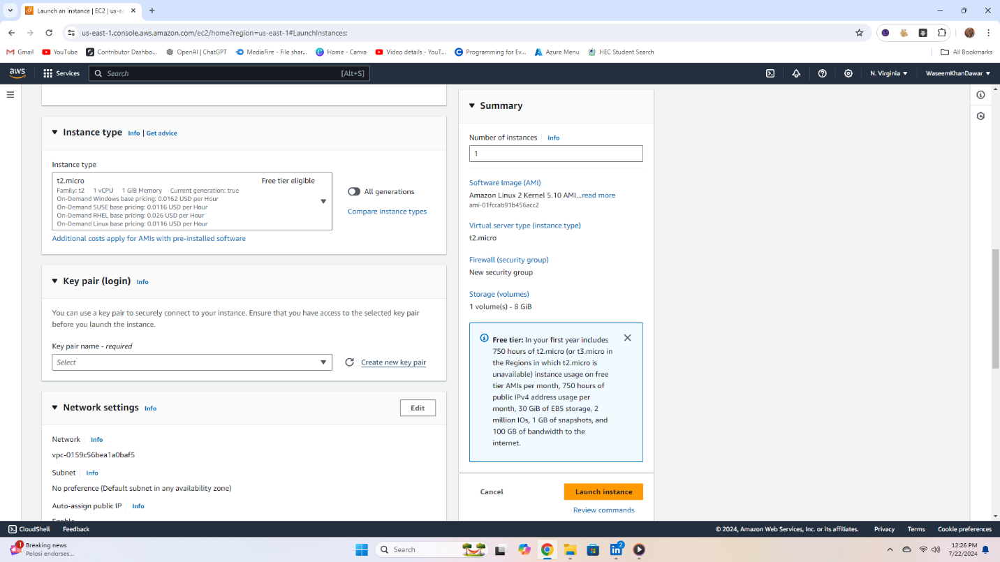 Launch an instance | EC2 | us-ea
us-east-1.console.aws.amazon.com/ec2/home?region=us-east-1#LaunchInstances:
Gmail
YouTube
Contributor Dashbo...
OpenAI | ChatGPT
MediaFire - File shar...
Home - Canva
Video details - YouT...
Programming for Ev...
Azure Menu
HEC Student Search
All Bookmarks
aws
Services
Search
[Alt+S]
N. Virginia
WaseemKhanDawar
Instance type Info | Get advice
Instance type
t2.micro Free tier eligible
Family: t2 1 vCPU 1 GiB Memory Current generation: true
On-Demand Windows base pricing: 0.0162 USD per Hour
On-Demand SUSE base pricing: 0.0116 USD per Hour
On-Demand RHEL base pricing: 0.026 USD per Hour
On-Demand Linux base pricing: 0.0116 USD per Hour
All generations
Compare instance types
Additional costs apply for AMIs with pre-installed software
Key pair (login) Info
You can use a key pair to securely connect to your instance. Ensure that you have access to the selected key pair
before you launch the instance.
Key pair name - required
Select
Create new key pair
Network settings Info
Edit
Network Info
vpc-0159c56bea1a0baf5
Subnet Info
No preference (Default subnet in any availability zone)
Auto-assign public IP Info
Enable
Summary
Number of instances Info
1
Software Image (AMI)
Amazon Linux 2 Kernel 5.10 AMI...read more
ami-01fccab91b456acc2
Virtual server type (instance type)
t2.micro
Firewall (security group)
New security group
Storage (volumes)
1 volume(s) - 8 GiB
Free tier: In your first year includes
750 hours of t2.micro (or t3.micro in
the Regions in which t2.micro is
unavailable) instance usage on free
tier AMIs per month, 750 hours of
public IPv4 address usage per
month, 30 GiB of EBS storage, 2
million IOs, 1 GB of snapshots, and
100 GB of bandwidth to the
internet.
Cancel
Launch instance
Review commands
CloudShell
Feedback
© 2024, Amazon Web Services, Inc. or its affiliates.
Privacy
Terms
Cookie preferences
1
Breaking news
Pelosi endorses...
Search
2
12:26 PM
7/22/2024